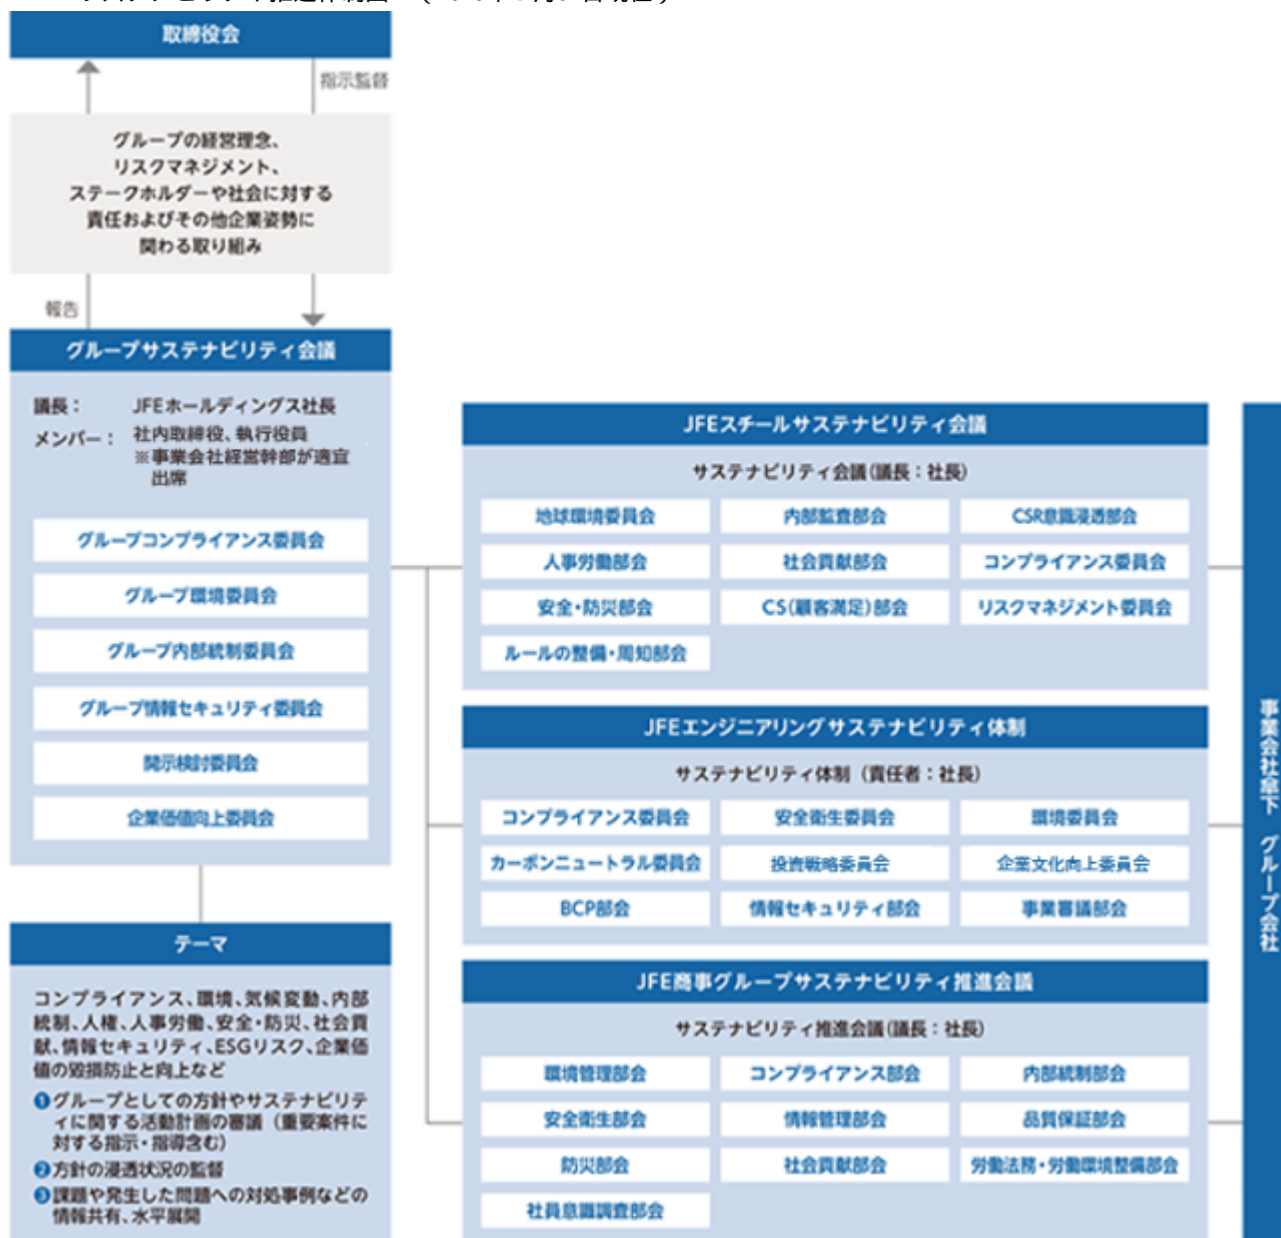 取締役会
指示監督
グループの経営理念、
リスクマネジメント、
ステークホルダーや社会に対する
責任およびその他企業姿勢に
関わる取り組み
報告
グループサステナビリティ会議
議長： JFEホールディングス社長
メンバー： 社内取締役、執行役員
※事業会社経営幹部が適宜
出席
グループコンプライアンス委員会
グループ環境委員会
グループ内部統制委員会
グループ情報セキュリティ委員会
開示検討委員会
企業価値向上委員会
テーマ
コンプライアンス、環境、気候変動、内部
統制、人権、人事労働、安全・防災、社会貢
献、情報セキュリティ、ESGリスク、企業価
値の毀損防止と向上など
❶グループとしての方針やサステナビリテ
ィに関する活動計画の審議（重要案件に
対する指示・指導含む）
❷方針の浸透状況の監督
❸課題や発生した問題への対処事例などの
情報共有、水平展開
JFEスチールサステナビリティ会議
サステナビリティ会議（議長：社長）
地球環境委員会 内部監査部会 CSR意識浸透部会
人事労働部会 社会貢献部会 コンプライアンス委員会
安全・防災部会 CS（顧客満足）部会 リスクマネジメント委員会
ルールの整備・周知部会
JFEエンジニアリングサステナビリティ体制
サステナビリティ体制（責任者：社長）
コンプライアンス委員会 安全衛生委員会 環境委員会
カーボンニュートラル委員会 投資戦略委員会 企業文化向上委員会
BCP部会 情報セキュリティ部会 事業審議部会
JFE商事グループサステナビリティ推進会議
サステナビリティ推進会議（議長：社長）
環境管理部会 コンプライアンス部会 内部統制部会
安全衛生部会 情報管理部会 品質保証部会
防災部会 社会貢献部会 労働法務・労働環境整備部会
社員意識調査部会
事業会社傘下 グループ会社